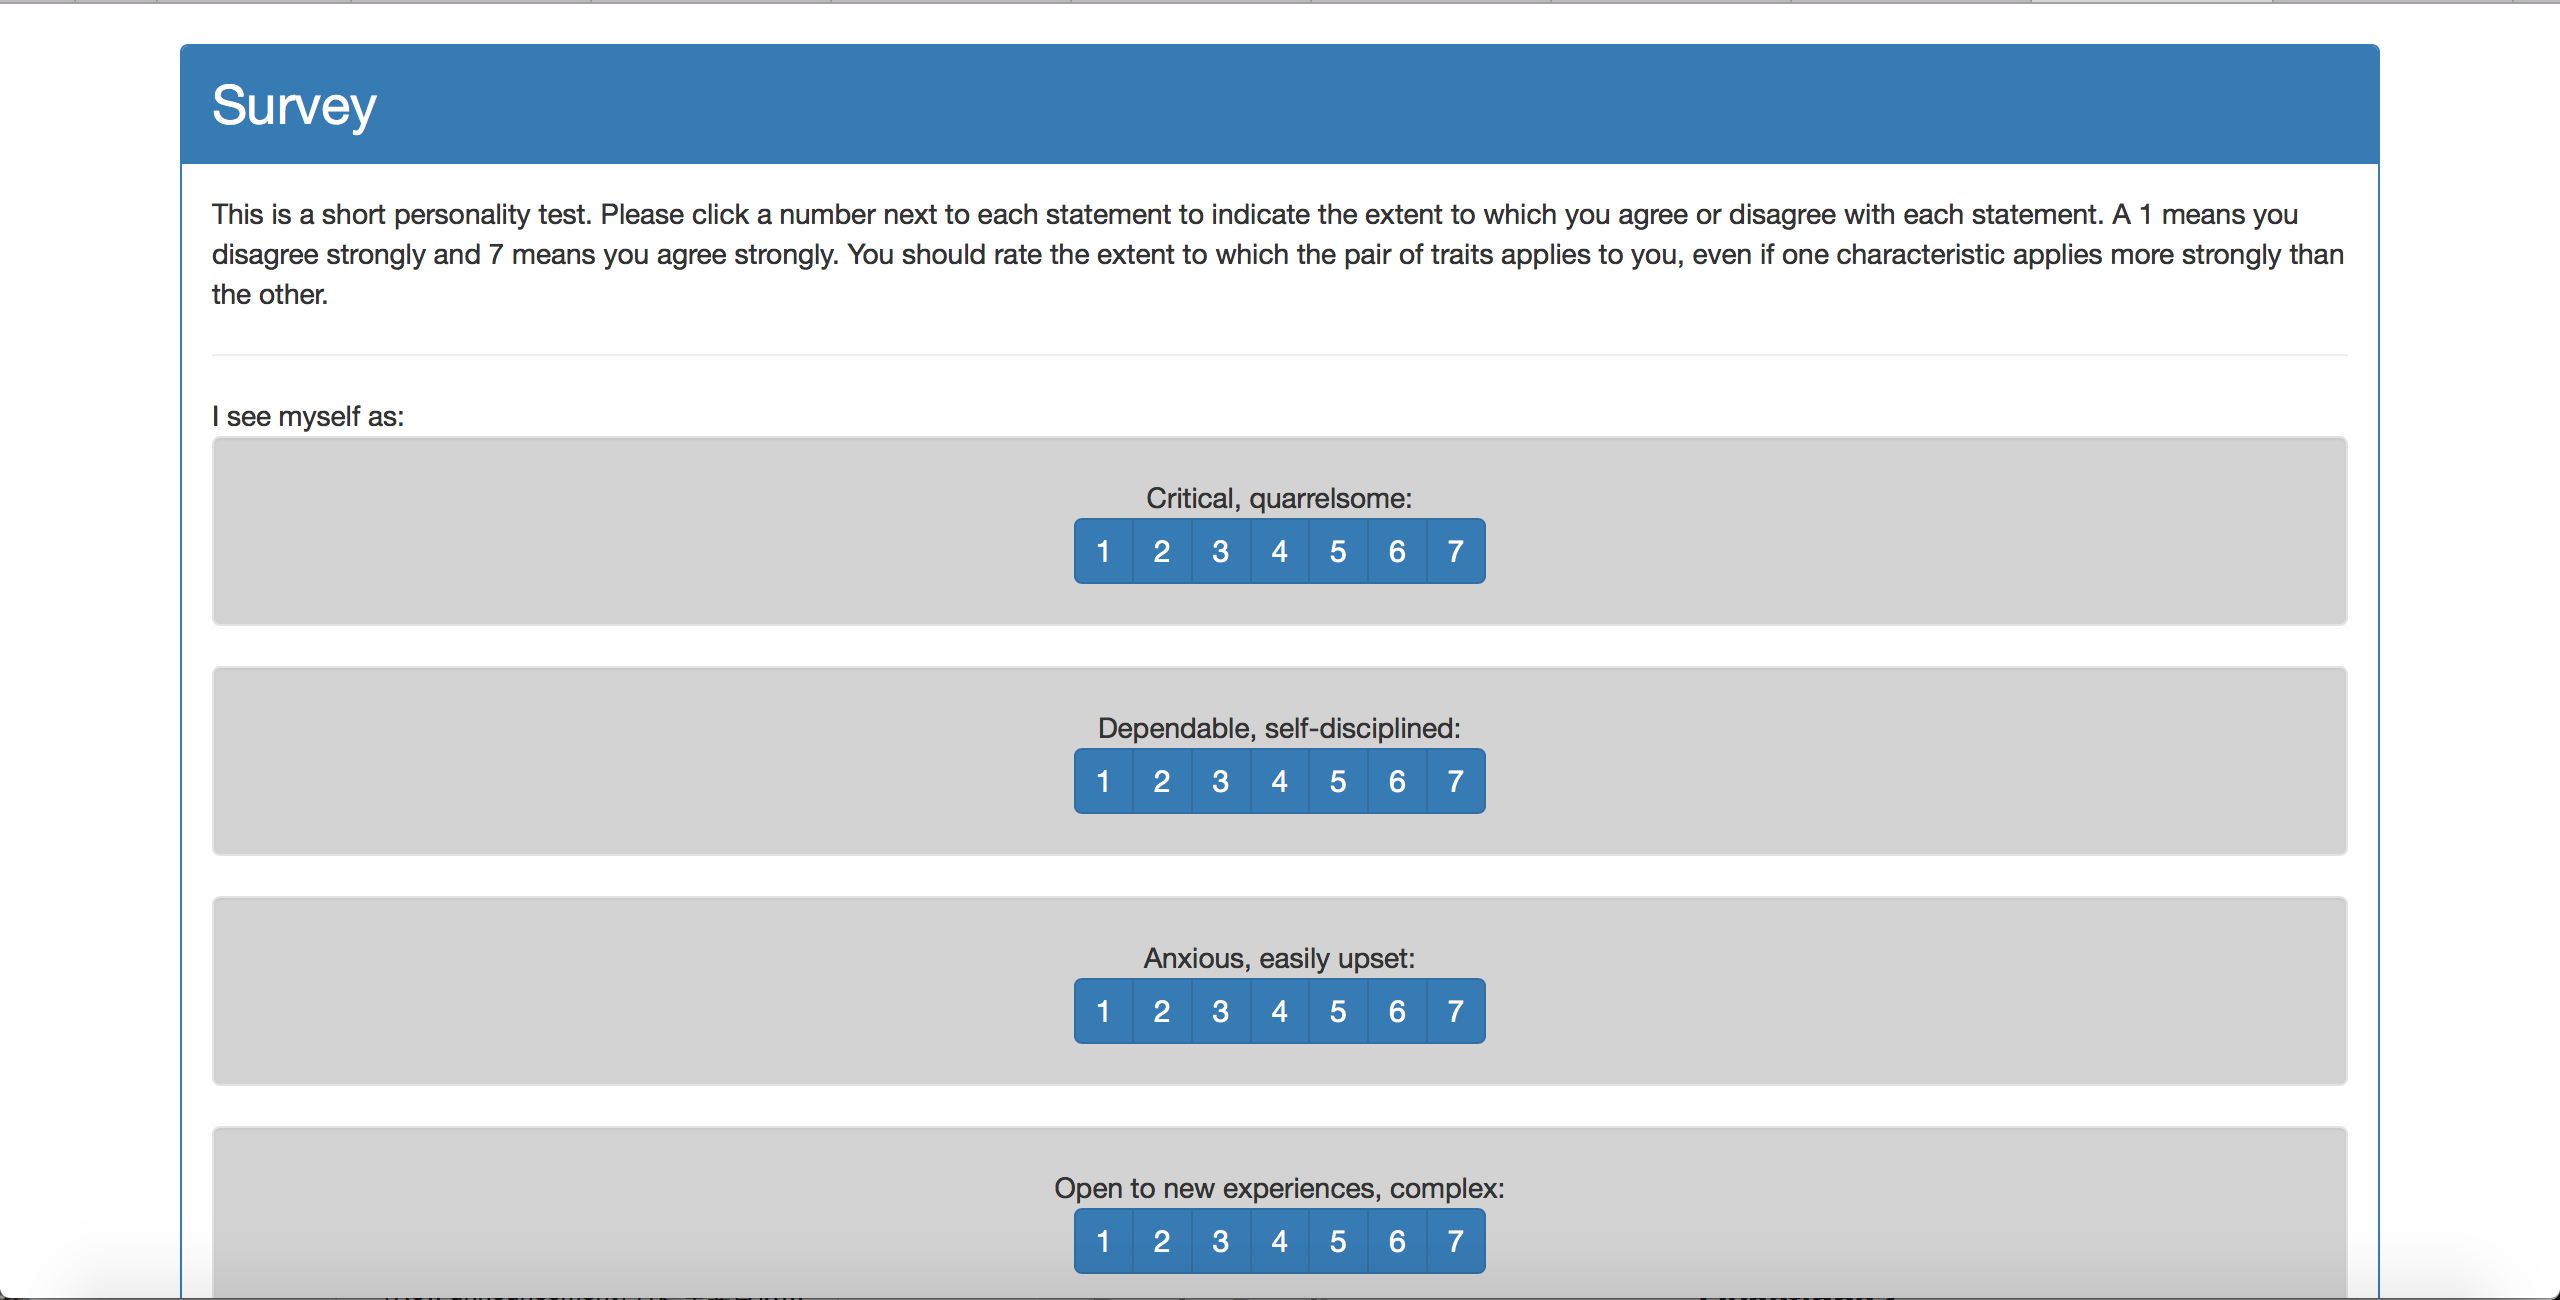 Survey
This is a short personality test. Please click a number next to each statement to indicate the extent to which you agree or disagree with each statement. A 1 means you
disagree strongly and 7 means you agree strongly. You should rate the extent to which the pair of traits applies to you, even if one characteristic applies more strongly than
the other.
I see myself as:
Critical, quarrelsome:
1 2 3 4 5 6 7
Dependable, self-disciplined:
1 2 3 4 5 6 7
Anxious, easily upset:
1 2 3 4 5 6 7
Open to new experiences, complex:
1 2 3 4 5 6 7